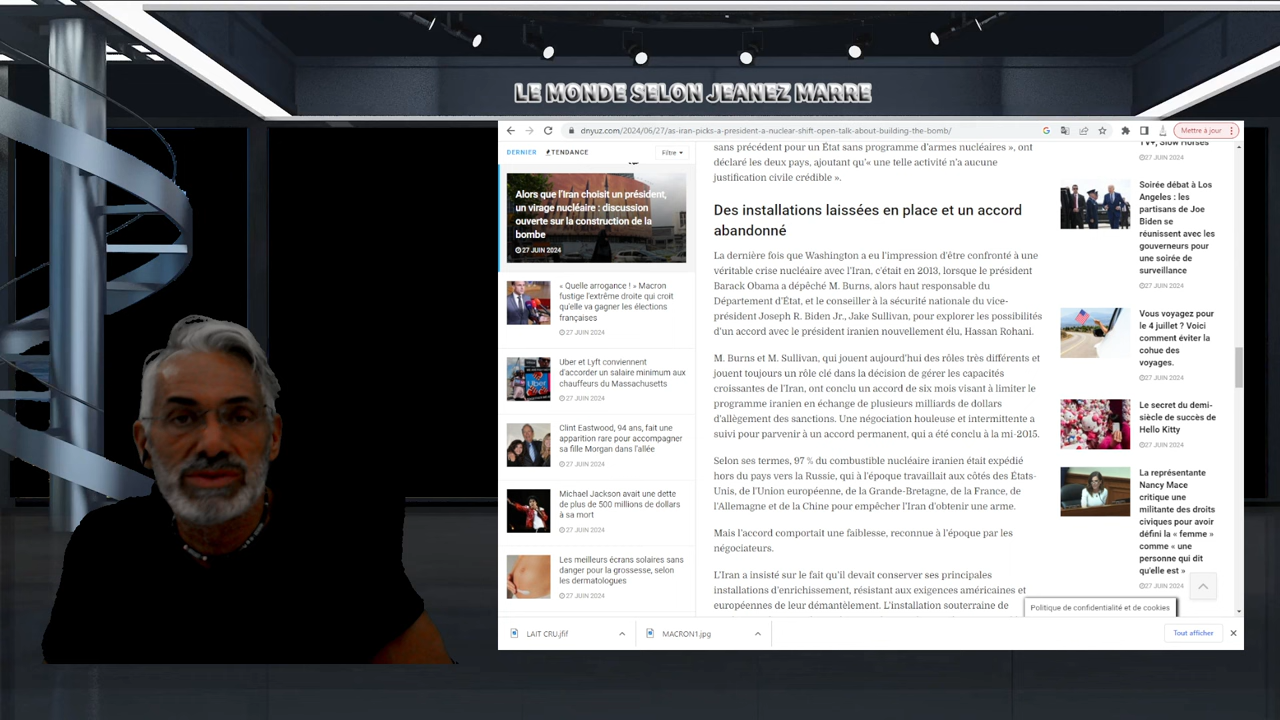 LE MONDE SELON JEANEZ MARRE
dnyuz.com/2024/06/27/as-iran-picks-a-president-a-nuclear-shift-open-talk-about-building-the-bomb/
Mettre à jour
DERNIER
TENDANCE
Filtre
Alors que l'Iran choisit un président,
un virage nucléaire : discussion
ouverte sur la construction de la
bombe
27 JUIN 2024
« Quelle arrogance ! » Macron
fustige l'extrême droite qui croit
qu'elle va gagner les élections
françaises
27 JUIN 2024
Uber et Lyft conviennent
d'accorder un salaire minimum aux
chauffeurs du Massachusetts
27 JUIN 2024
Clint Eastwood, 94 ans, fait une
apparition rare pour accompagner
sa fille Morgan dans l'allée
27 JUIN 2024
Michael Jackson avait une dette
de plus de 500 millions de dollars
à sa mort
27 JUIN 2024
Les meilleurs écrans solaires sans
danger pour la grossesse, selon
les dermatologues
27 JUIN 2024
sans précédent pour un État sans programme d'armes nucléaires », ont
déclaré les deux pays, ajoutant qu'« une telle activité n'a aucune
justification civile crédible ».
Des installations laissées en place et un accord
abandonné
La dernière fois que Washington a eu l'impression d'être confronté à une
véritable crise nucléaire avec l'Iran, c'était en 2013, lorsque le président
Barack Obama a dépêché M. Burns, alors haut responsable du
Département d'État, et le conseiller à la sécurité nationale du vice-
président Joseph R. Biden Jr., Jake Sullivan, pour explorer les possibilités
d'un accord avec le président iranien nouvellement élu, Hassan Rohani.
M. Burns et M. Sullivan, qui jouent aujourd'hui des rôles très différents et
jouent toujours un rôle clé dans la décision de gérer les capacités
croissantes de l'Iran, ont conclu un accord de six mois visant à limiter le
programme iranien en échange de plusieurs milliards de dollars
d'allègement des sanctions. Une négociation houleuse et intermittente a
suivi pour parvenir à un accord permanent, qui a été conclu à la mi-2015.
Selon ses termes, 97 % du combustible nucléaire iranien était expédié
hors du pays vers la Russie, qui à l'époque travaillait aux côtés des États-
Unis, de l'Union européenne, de la Grande-Bretagne, de la France, de
l'Allemagne et de la Chine pour empêcher l'Iran d'obtenir une arme.
Mais l'accord comportait une faiblesse, reconnue à l'époque par les
négociateurs.
L'Iran a insisté sur le fait qu'il devait conserver ses principales
installations d'enrichissement, résistant aux exigences américaines et
européennes de leur démantèlement. L'installation souterraine de
TV+, Slow Horses
27 JUIN 2024
Soirée débat à Los
Angeles : les
partisans de Joe
Biden se
réunissent avec les
gouverneurs pour
une soirée de
surveillance
27 JUIN 2024
Vous voyagez pour
le 4 juillet ? Voici
comment éviter la
cohue des
voyages.
27 JUIN 2024
Le secret du demi-
siècle de succès de
Hello Kitty
27 JUIN 2024
La représentante
Nancy Mace
critique une
militante des droits
civiques pour avoir
défini la « femme »
comme « une
personne qui dit
qu'elle est »
27 JUIN 2024
Politique de confidentialité et de cookies
LAIT CRU.jfif
MACRON1.jpg
Tout afficher